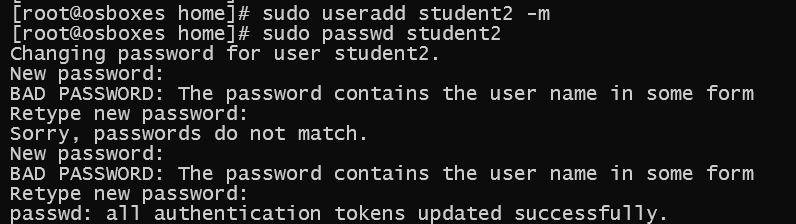 [root@osboxes home]# sudo useradd student2 -m
[root@osboxes home]# sudo passwd student2
Changing password for user student2.
New password:
BAD PASSWORD: The password contains the user name in some form
Retype new password:
Sorry, passwords do not match.
New password:
BAD PASSWORD: The password contains the user name in some form
Retype new password:
passwd: all authentication tokens updated successfully.